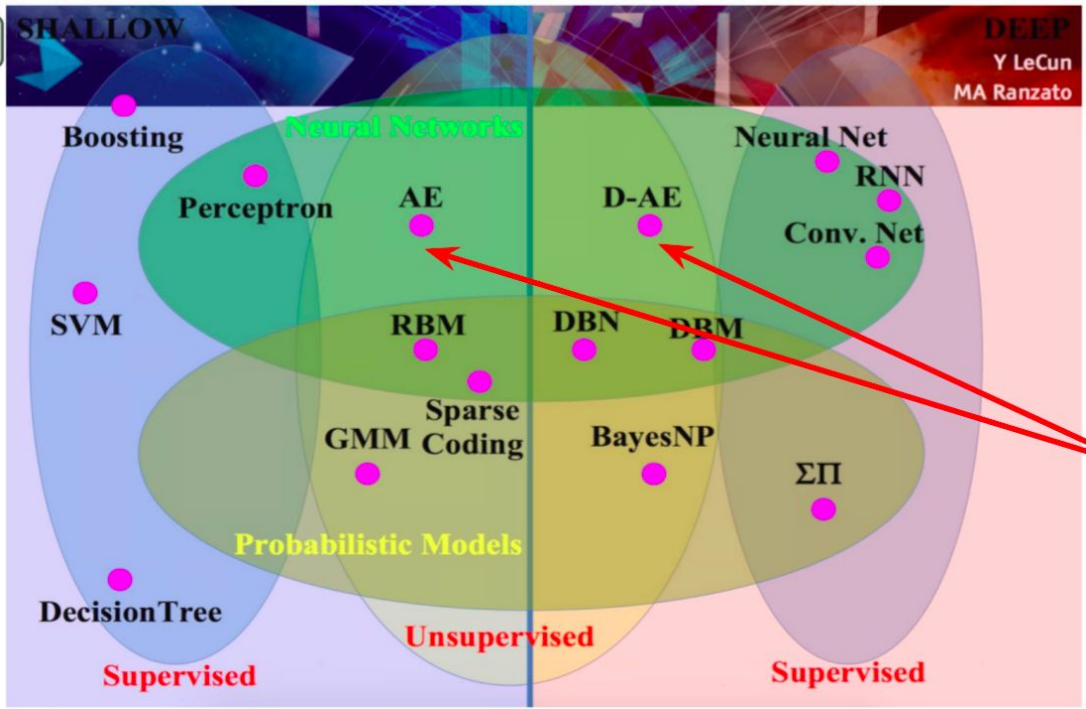 SHALLOW
DEEP
Y LeCun
MA Ranzato
Boosting
Neural Networks
Neural Net
RNN
Perceptron
AE
D-AE
Conv. Net
SVM
RBM
DBN
DBM
Sparse
Coding
GMM
BayesNP
ΣΠ
Probabilistic Models
DecisionTree
Unsupervised
Supervised
Supervised